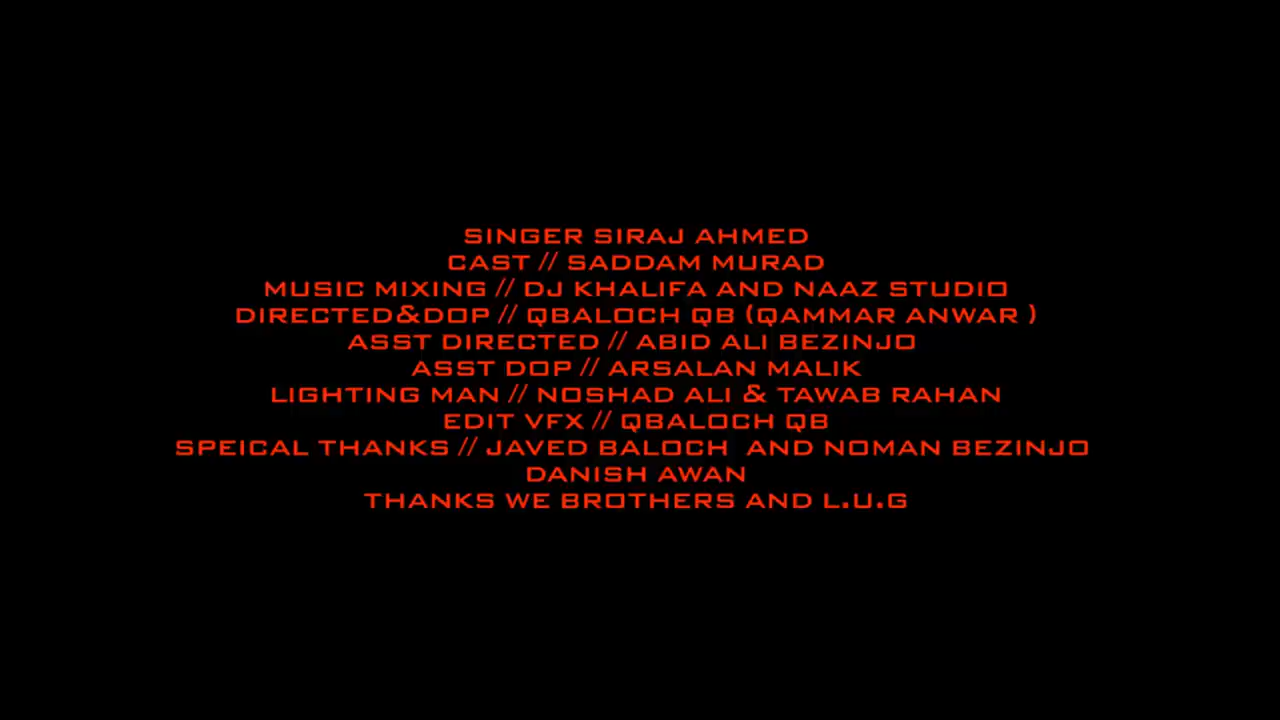 SINGER SIRAJ AHMED
CAST // SADDAM MURAD
MUSIC MIXING // DJ KHALIFA AND NAAZ STUDIO
DIRECTED&DOP // QBALOCH QB (QAMMAR ANWAR )
ASST DIRECTED // ABID ALI BEZINJO
ASST DOP // ARSALAN MALIK
LIGHTING MAN // NOSHAD ALI & TAWAB RAHAN
EDIT VFX // QBALOCH QB
SPEICAL THANKS // JAVED BALOCH  AND NOMAN BEZINJO
DANISH AWAN
THANKS WE BROTHERS AND L.U.G